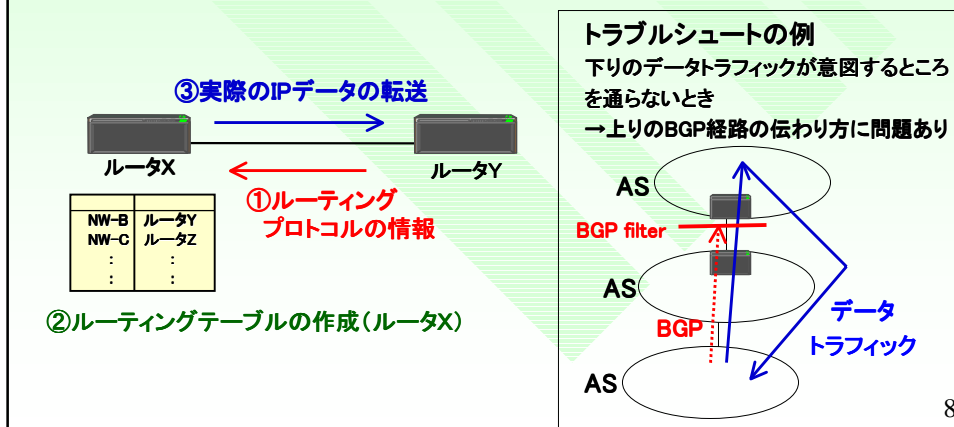 ③実際のIPデータの転送
ルータX
ルータY
①ルーティング
プロトコルの情報
NW-B ルータY
NW-C ルータZ
: :
: :
②ルーティングテーブルの作成(ルータX)
トラブルシュートの例
下りのデータトラフィックが意図するところ
を通らないとき
→上りのBGP経路の伝わり方に問題あり
AS
BGP filter
AS
BGP
データ
トラフィック
AS
8